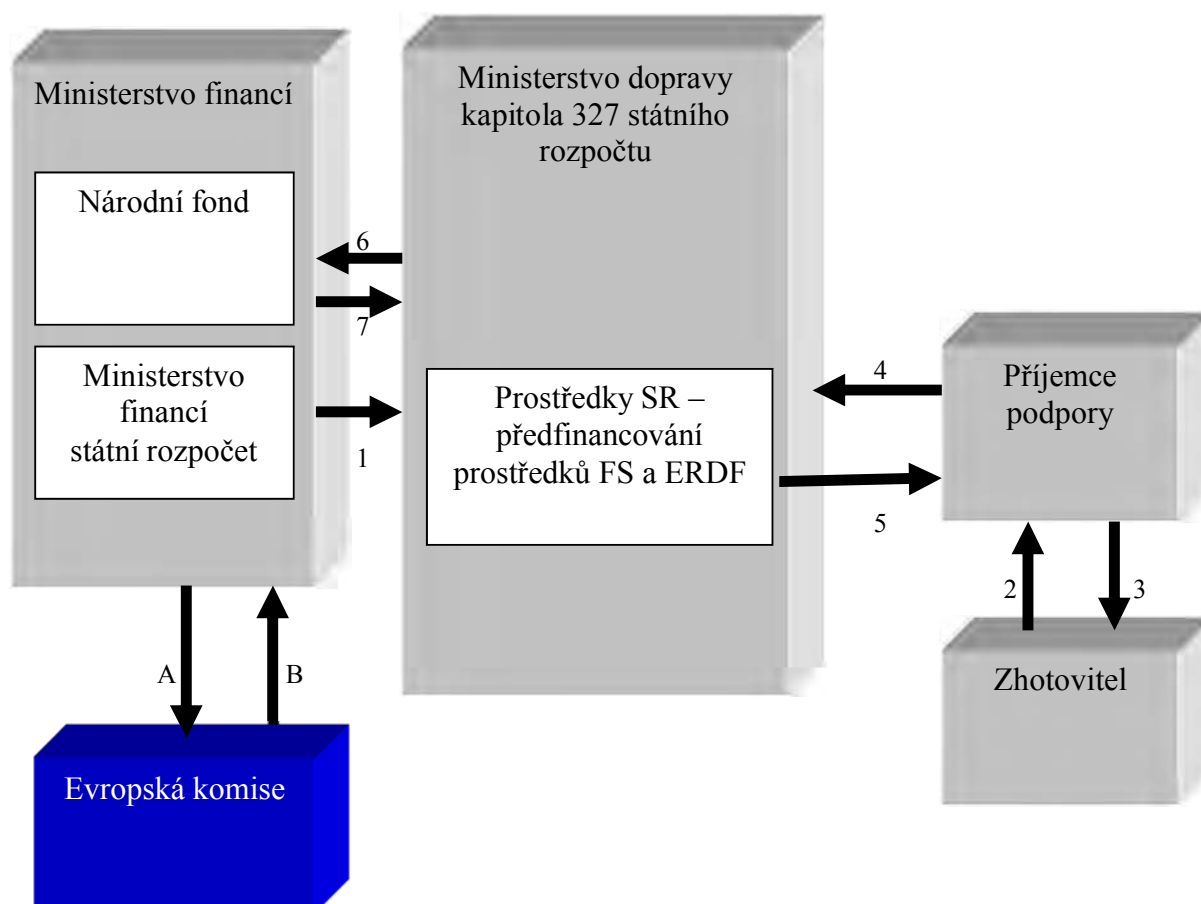 Ministerstvo financí
Národní fond
Ministerstvo
financí
státní rozpočet
Ministerstvo dopravy
kapitola 327 státního
rozpočtu
6
7
1
Prostředky SR –
předfinancování
prostředků FS a ERDF
4
5
Příjemce
podpory
2
3
Zhotovitel
A
B
Evropská komise